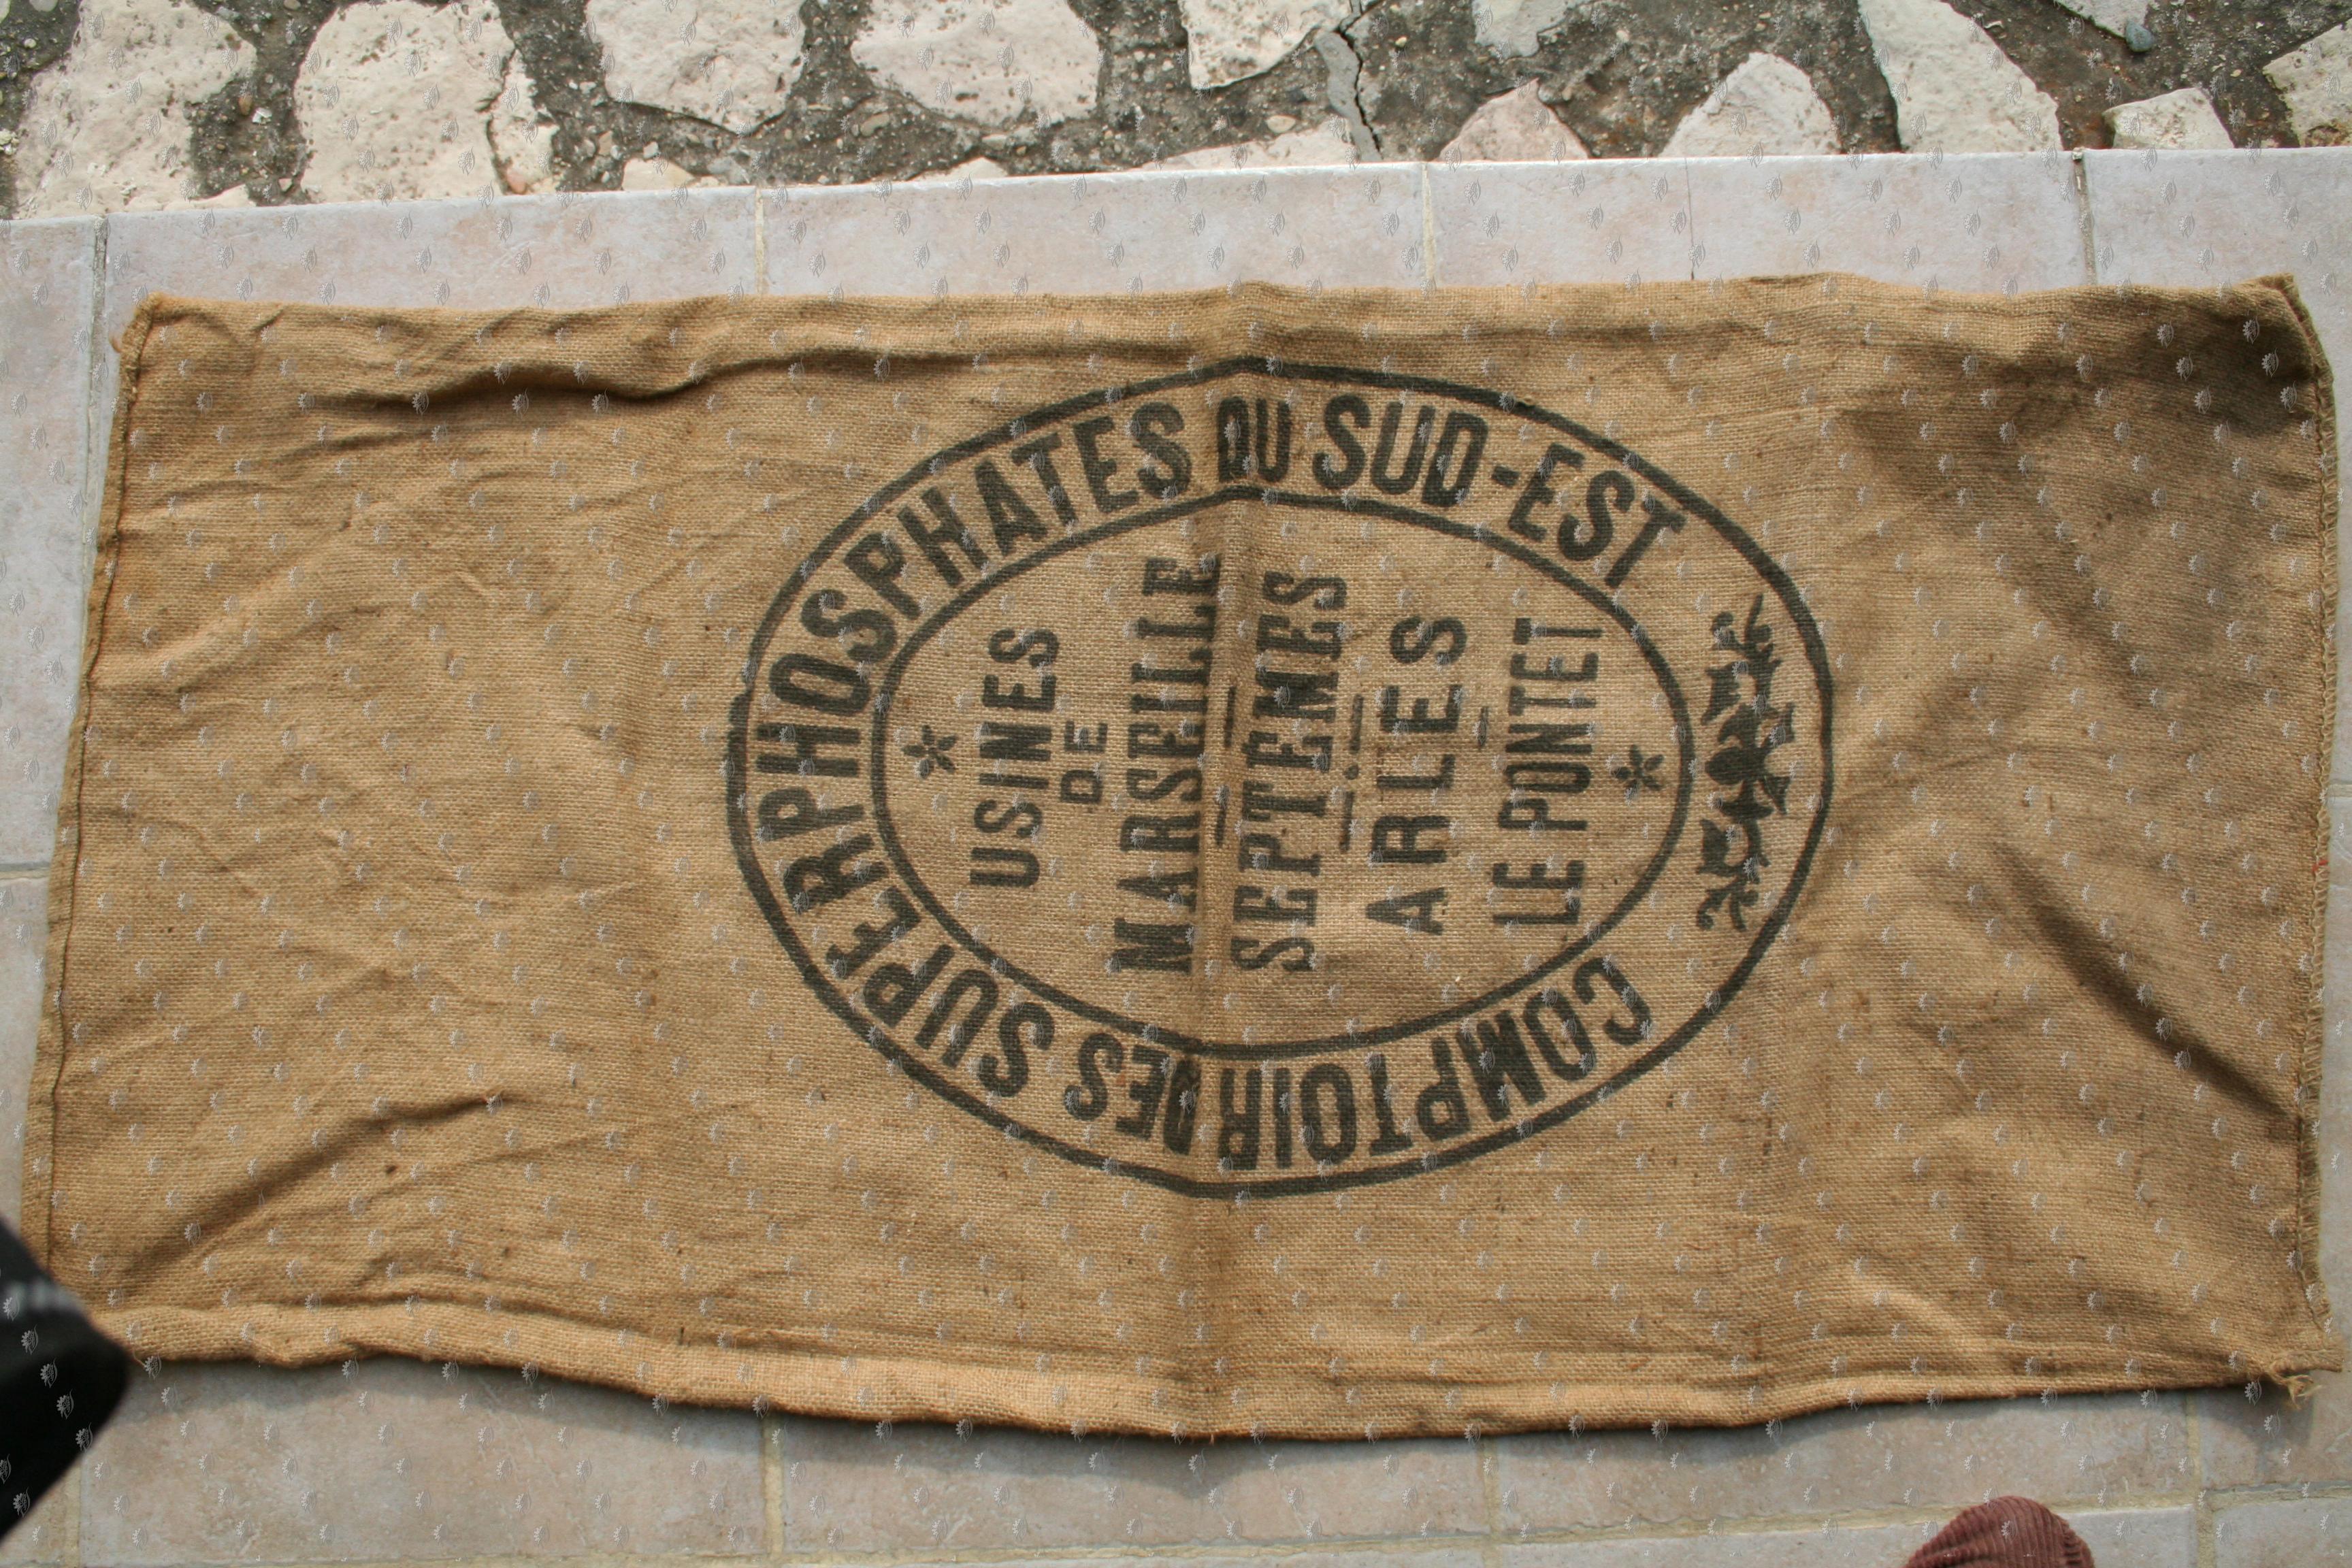 COMPTOIR DES SUPERPHOSPHATES DU SUD-EST
USINES
DE
MARSEILLE
SEPTÈMES
ARLES
LE PONTET